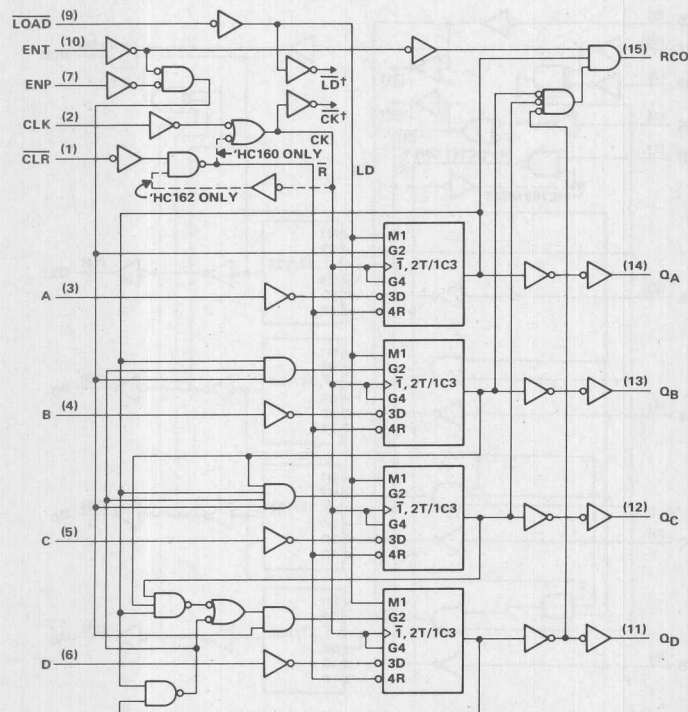 LOAD (9)
ENT (10)
(15) RCO
ENP (7)
LD†
CK†
CLK (2)
CK
'HC160 ONLY
CLR (1)
R
LD
'HC162 ONLY
M1
G2
1, 2T/1C3
(14) QA
G4
A (3)
3D
4R
M1
G2
1, 2T/1C3
(13) QB
G4
B (4)
3D
4R
M1
G2
1, 2T/1C3
(12) QC
G4
C (5)
3D
4R
M1
G2
1, 2T/1C3
(11) QD
G4
D (6)
3D
4R